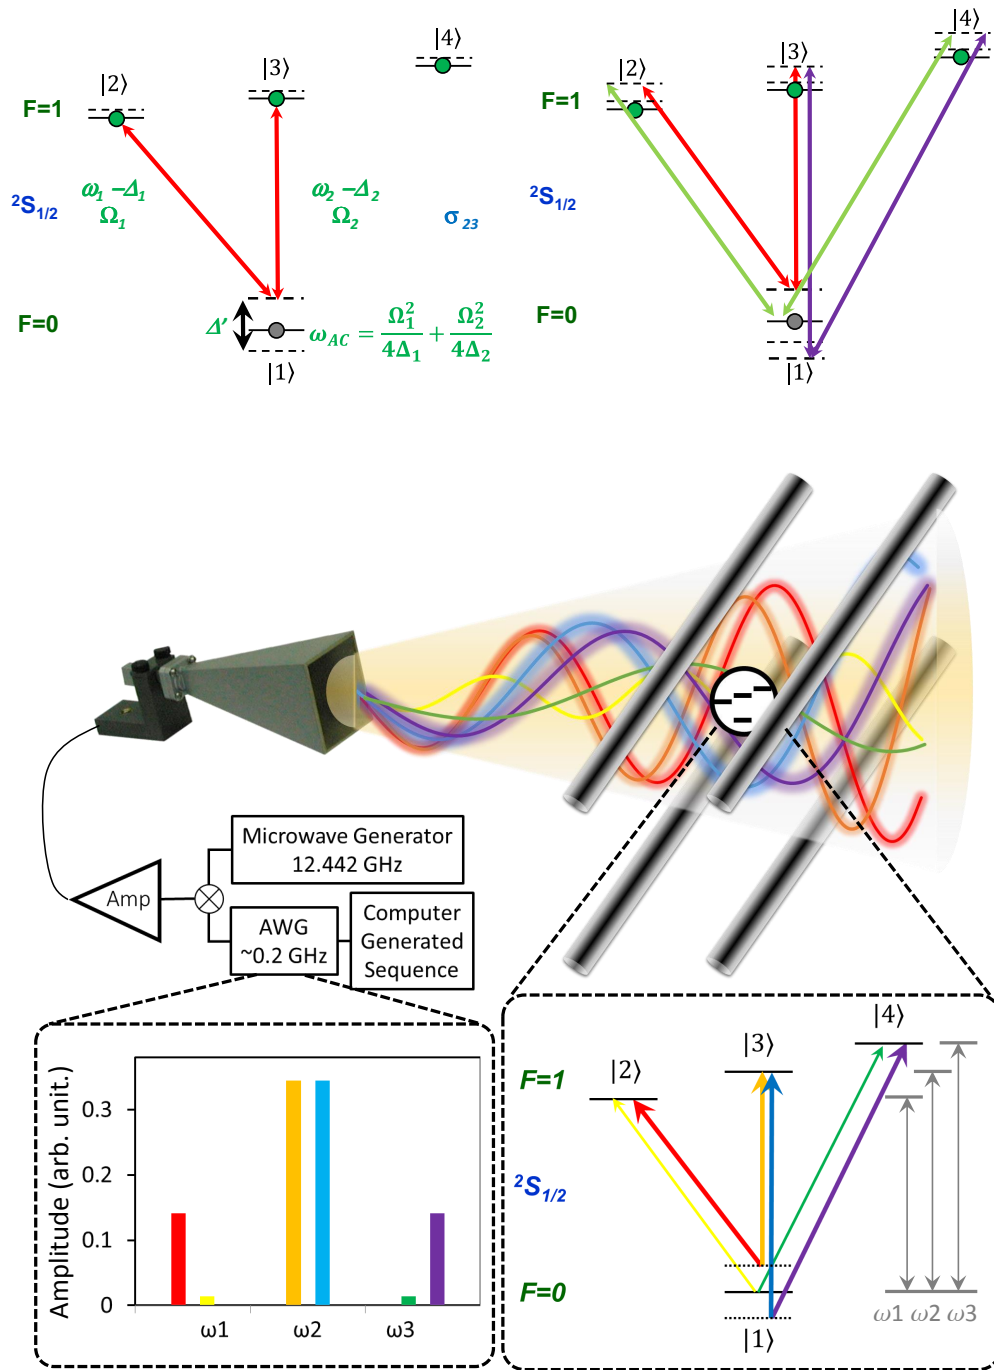 |4⟩
|2⟩
|3⟩
F=1
ω₁ −Δ₁
Ω₁
ω₂ −Δ₂
Ω₂
²S₁/₂
σ₂₃
F=0
Δ'
ω_AC = Ω₁²/4Δ₁ + Ω₂²/4Δ₂
|1⟩
|4⟩
|3⟩
|2⟩
F=1
²S₁/₂
F=0
|1⟩
Microwave Generator
12.442 GHz
Amp
AWG
~0.2 GHz
Computer
Generated
Sequence
Amplitude (arb. unit.)
0.3
0.2
0.1
0
ω1
ω2
ω3
|4⟩
|3⟩
|2⟩
F=1
²S₁/₂
F=0
|1⟩
ω1 ω2 ω3